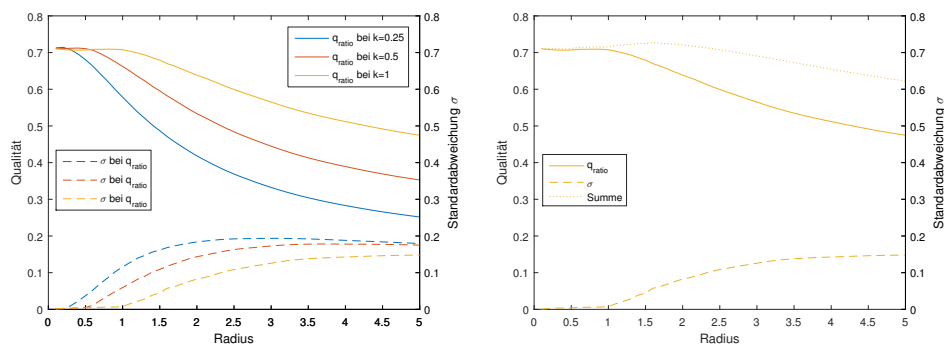 0.8
0.7
0.6
0.5
0.4
0.3
0.2
0.1
0
Qualität
0.8
0.7
0.6
0.5
0.4
0.3
0.2
0.1
0
Standardabweichung σ
0 0.5 1 1.5 2 2.5 3 3.5 4 4.5 5
Radius
q_ratio bei k=0.25
q_ratio bei k=0.5
q_ratio bei k=1
σ bei q_ratio
σ bei q_ratio
σ bei q_ratio
0.8
0.7
0.6
0.5
0.4
0.3
0.2
0.1
0
Qualität
0.8
0.7
0.6
0.5
0.4
0.3
0.2
0.1
0
Standardabweichung σ
0 0.5 1 1.5 2 2.5 3 3.5 4 4.5 5
Radius
q_ratio
σ
Summe